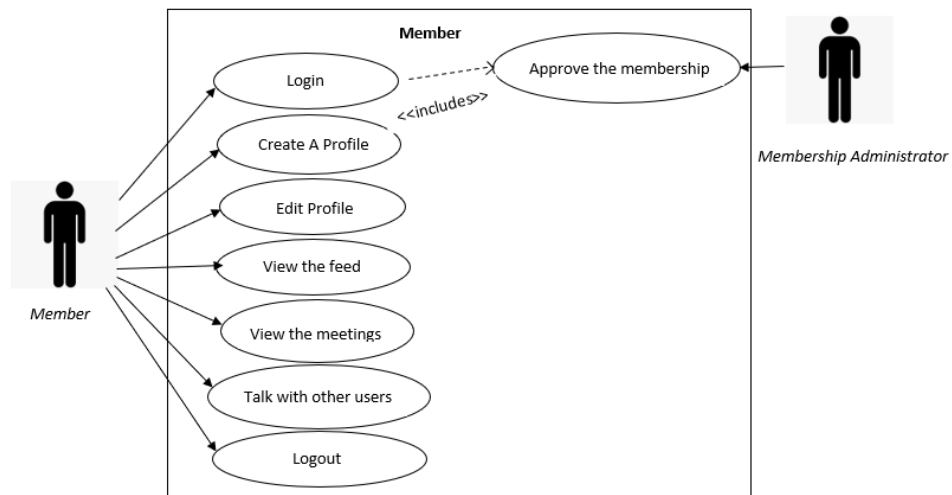 Member
Login
Approve the membership
<<includes>>
Create A Profile
Membership Administrator
Edit Profile
View the feed
Member
View the meetings
Talk with other users
Logout